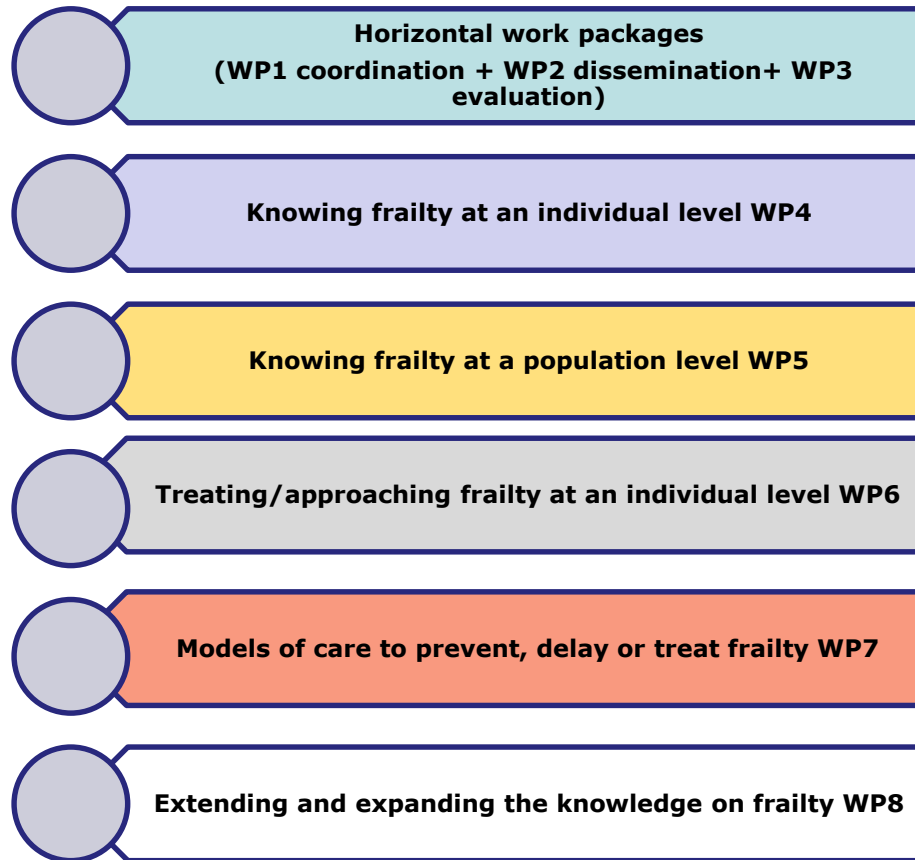 Horizontal work packages
(WP1 coordination + WP2 dissemination+ WP3
evaluation)
Knowing frailty at an individual level WP4
Knowing frailty at a population level WP5
Treating/approaching frailty at an individual level WP6
Models of care to prevent, delay or treat frailty WP7
Extending and expanding the knowledge on frailty WP8